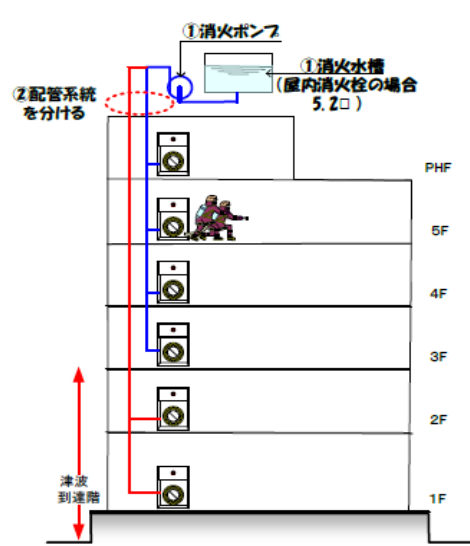 ①消火ポンプ
①消火水槽
(屋内消火栓の場合
5.2□)
②配管系統
を分ける
PHF
5F
4F
3F
2F
津波
到達階
1F